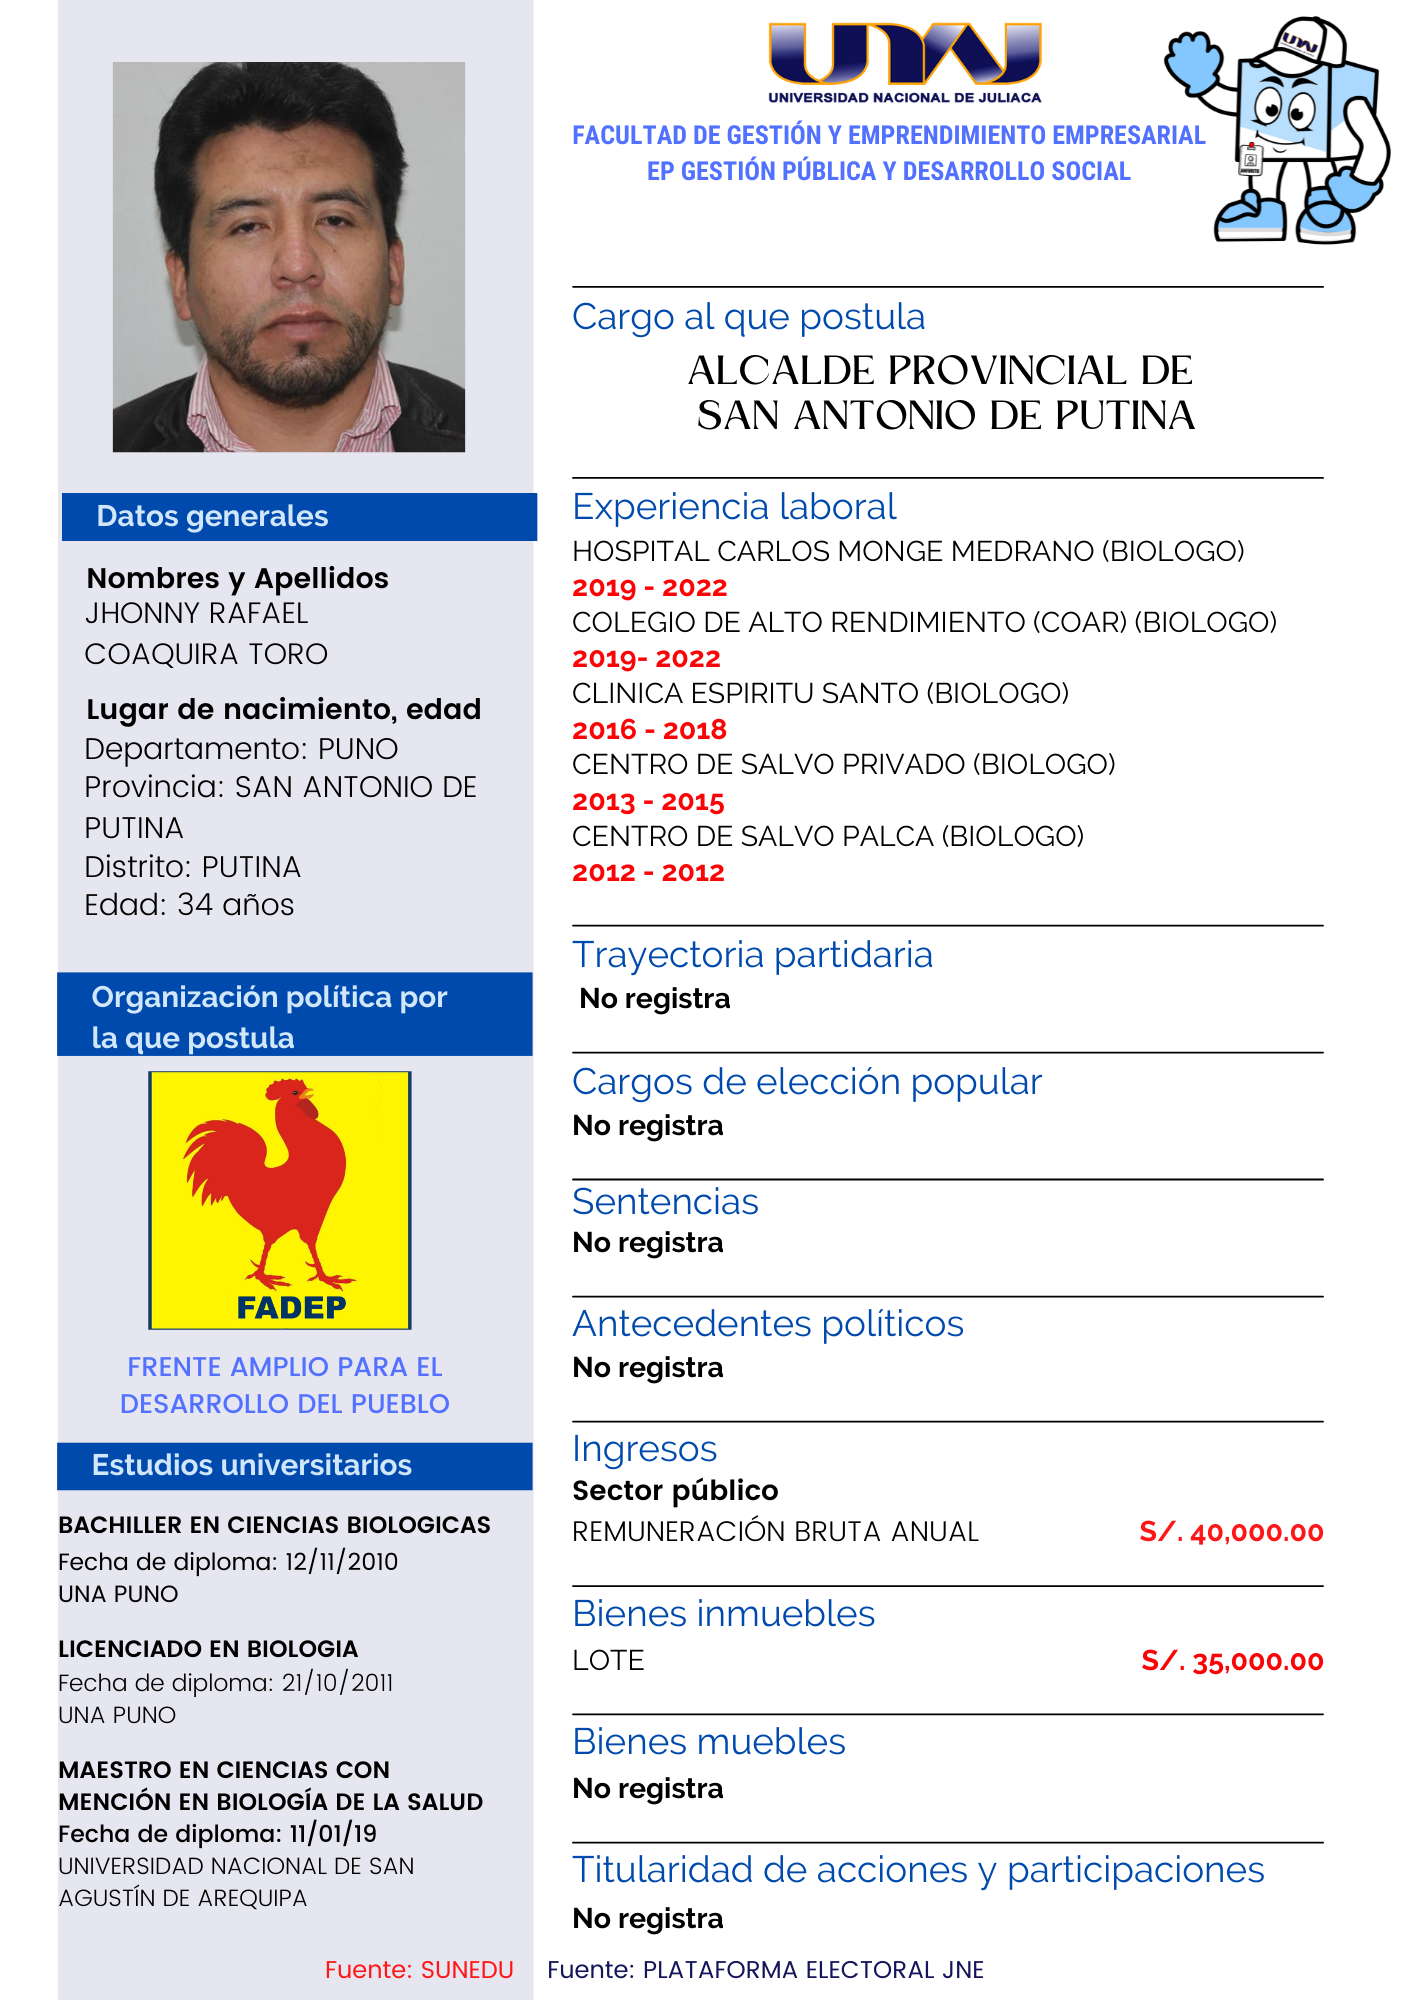 UNAJ
UNIVERSIDAD NACIONAL DE JULIACA
FACULTAD DE GESTIÓN Y EMPRENDIMIENTO EMPRESARIAL
EP GESTIÓN PÚBLICA Y DESARROLLO SOCIAL
UNAJ
ANFORITO
Datos generales
Nombres y Apellidos
JHONNY RAFAEL
COAQUIRA TORO
Lugar de nacimiento, edad
Departamento: PUNO
Provincia: SAN ANTONIO DE
PUTINA
Distrito: PUTINA
Edad: 34 años
Organización política por
la que postula
FADEP
FRENTE AMPLIO PARA EL
DESARROLLO DEL PUEBLO
Estudios universitarios
BACHILLER EN CIENCIAS BIOLOGICAS
Fecha de diploma: 12/11/2010
UNA PUNO
LICENCIADO EN BIOLOGIA
Fecha de diploma: 21/10/2011
UNA PUNO
MAESTRO EN CIENCIAS CON
MENCIÓN EN BIOLOGÍA DE LA SALUD
Fecha de diploma: 11/01/19
UNIVERSIDAD NACIONAL DE SAN
AGUSTÍN DE AREQUIPA
Fuente: SUNEDU
Cargo al que postula
ALCALDE PROVINCIAL DE
SAN ANTONIO DE PUTINA
Experiencia laboral
HOSPITAL CARLOS MONGE MEDRANO (BIOLOGO)
2019 - 2022
COLEGIO DE ALTO RENDIMIENTO (COAR) (BIOLOGO)
2019- 2022
CLINICA ESPIRITU SANTO (BIOLOGO)
2016 - 2018
CENTRO DE SALVO PRIVADO (BIOLOGO)
2013 - 2015
CENTRO DE SALVO PALCA (BIOLOGO)
2012 - 2012
Trayectoria partidaria
No registra
Cargos de elección popular
No registra
Sentencias
No registra
Antecedentes políticos
No registra
Ingresos
Sector público
REMUNERACIÓN BRUTA ANUAL S/. 40,000.00
Bienes inmuebles
LOTE S/. 35,000.00
Bienes muebles
No registra
Titularidad de acciones y participaciones
No registra
Fuente: PLATAFORMA ELECTORAL JNE